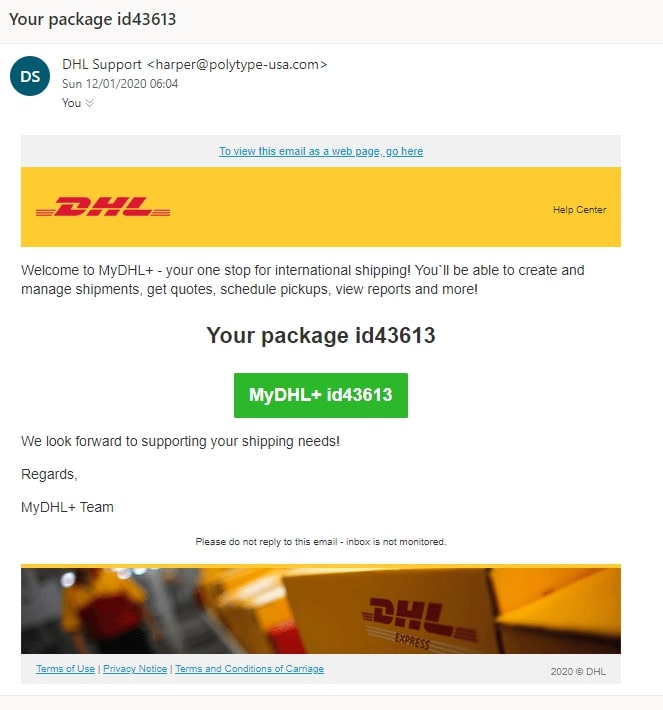 Your package id43613
DS
DHL Support <harper@polytype-usa.com>
Sun 12/01/2020 06:04
You
To view this email as a web page, go here
DHL
Help Center
Welcome to MyDHL+ - your one stop for international shipping! You`ll be able to create and
manage shipments, get quotes, schedule pickups, view reports and more!
Your package id43613
MyDHL+ id43613
We look forward to supporting your shipping needs!
Regards,
MyDHL+ Team
Please do not reply to this email - inbox is not monitored.
DHL
EXPRESS
Terms of Use | Privacy Notice | Terms and Conditions of Carriage
2020 © DHL